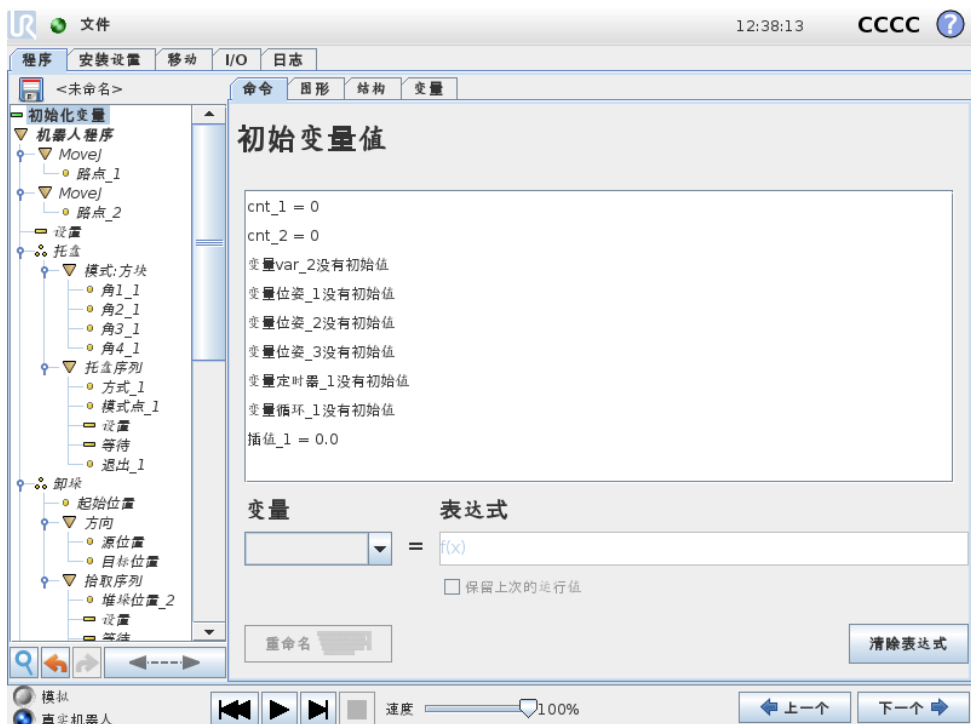 UR 文件 12:38:13 CCCC ?
程序 安装设置 移动 I/O 日志
<未命名>
命令 图形 结构 变量
初始化变量
机器人程序
MoveJ
路点_1
MoveJ
路点_2
设置
托盘
模式:方块
角1_1
角2_1
角3_1
角4_1
托盘序列
方式_1
模式点_1
设置
等待
退出_1
卸垛
起始位置
方向
源位置
目标位置
拾取序列
堆垛位置_2
设置
等待
初始变量值
cnt_1 = 0
cnt_2 = 0
变量var_2没有初始值
变量位姿_1没有初始值
变量位姿_2没有初始值
变量位姿_3没有初始值
变量定时器_1没有初始值
变量循环_1没有初始值
插值_1 = 0.0
变量 表达式
= f(x)
保留上次的运行值
重命名
清除表达式
模拟
真实机器人
速度 100%
上一个 下一个